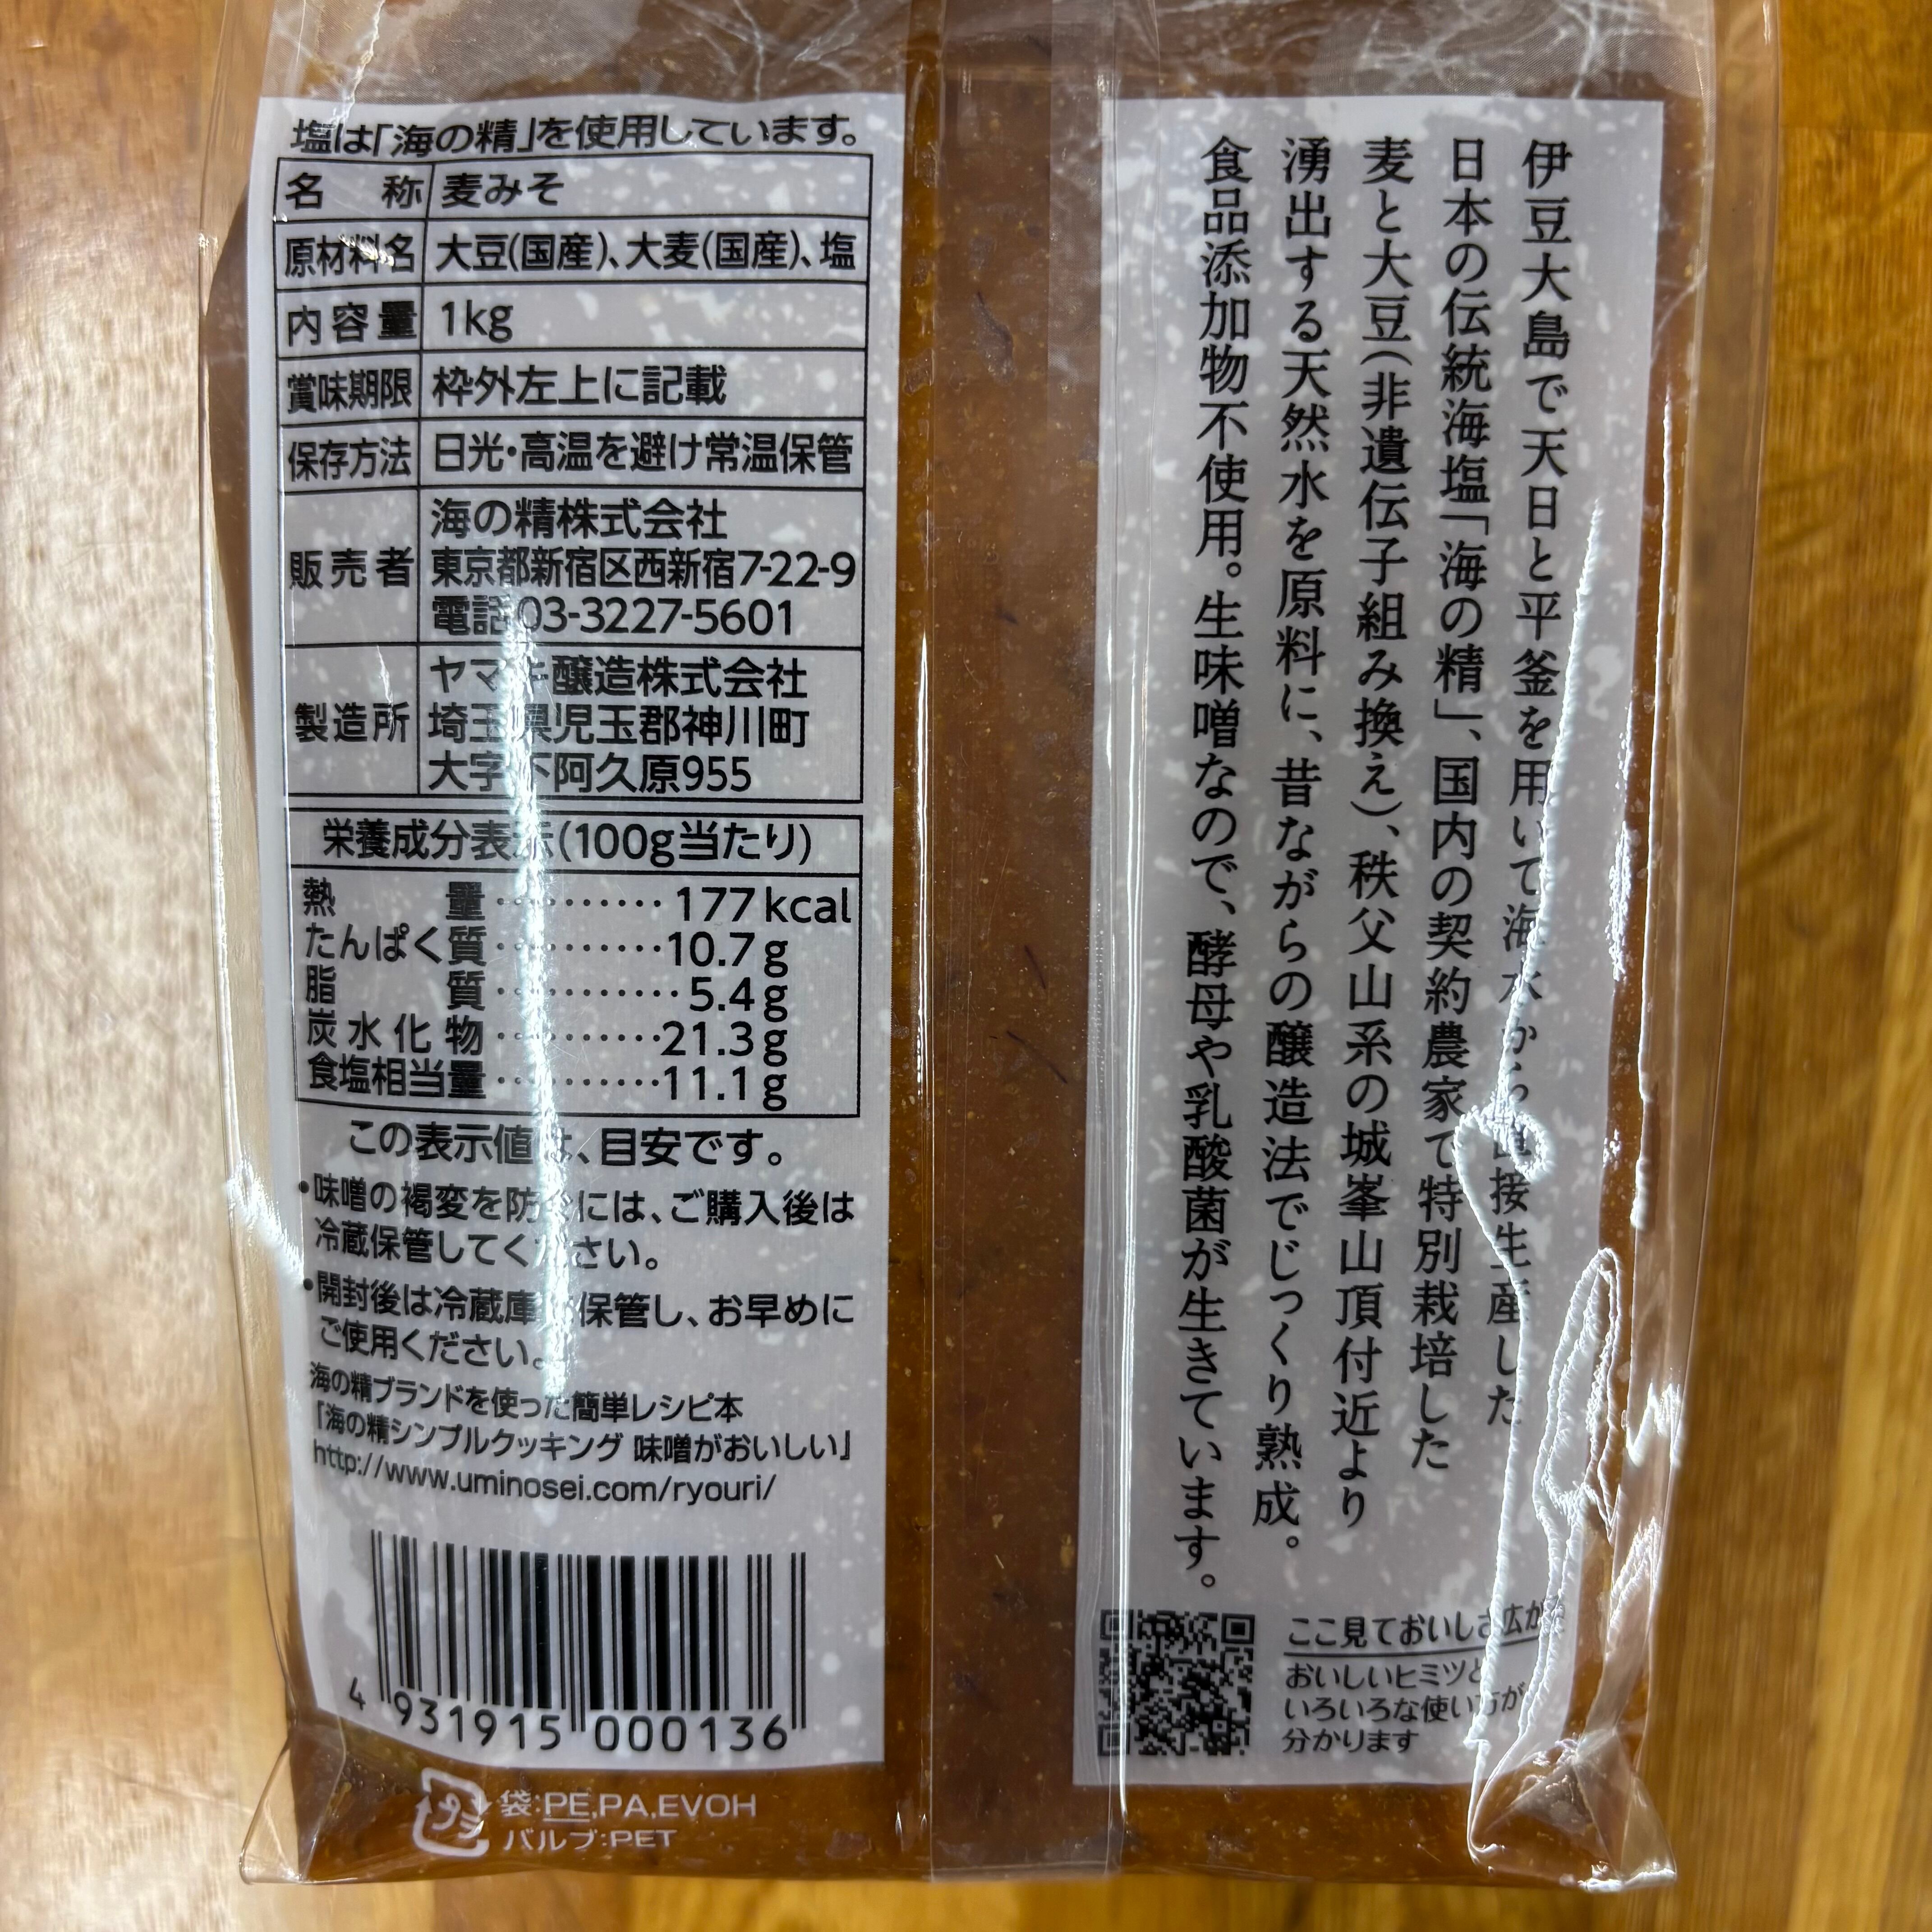 塩は「海の精」を使用しています。
名 称 麦みそ
原材料名 大豆(国産)、大麦(国産)、塩
内容量 1kg
賞味期限 枠外左上に記載
保存方法 日光・高温を避け常温保管
販売者 海の精株式会社
東京都新宿区西新宿7-22-9
電話03-3227-5601
製造所 ヤマキ醸造株式会社
埼玉県児玉郡神川町
大字下阿久原955
栄養成分表示(100g当たり)
熱量 ………… 177kcal
たんぱく質 ………… 10.7g
脂質 ………… 5.4g
炭水化物 ………… 21.3g
食塩相当量 ………… 11.1g
この表示値は、目安です。
・味噌の褐変を防ぐには、ご購入後は
冷蔵保管してください。
・開封後は冷蔵庫で保管し、お早めに
ご使用ください。
海の精ブランドを使った簡単レシピ本
「海の精シンプルクッキング 味噌がおいしい」
http://www.uminosei.com/ryouri/
4 931915 000136
プラ
袋:PE,PA,EVOH
バルブ:PET
伊豆大島で天日と平釜を用いて海水から直接生産した
日本の伝統海塩「海の精」、国内の契約農家で特別栽培した
麦と大豆(非遺伝子組み換え)、秩父山系の城峯山頂付近より
湧出する天然水を原料に、昔ながらの醸造法でじっくり熟成。
食品添加物不使用。生味噌なので、酵母や乳酸菌が生きています。
ここ見ておいしさ広が
おいしいヒミツと
いろいろな使い方が
分かります